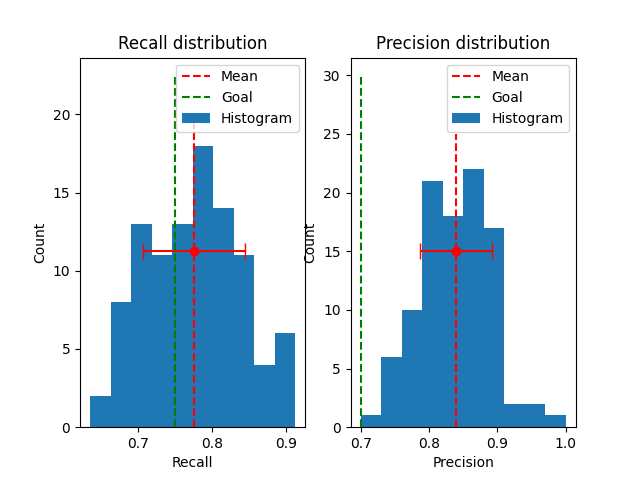 Recall distribution
Mean
Goal
Histogram
20
15
10
5
0
Count
0.7 0.8 0.9
Recall
Precision distribution
Mean
Goal
Histogram
30
25
20
15
10
5
0
Count
0.7 0.8 0.9 1.0
Precision